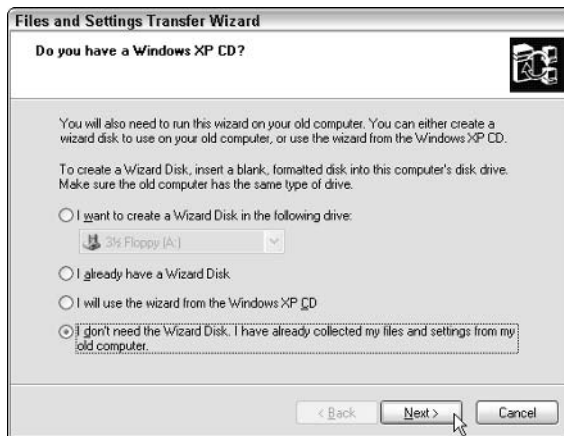 Files and Settings Transfer Wizard
Do you have a Windows XP CD?
You will also need to run this wizard on your old computer. You can either create a
wizard disk to use on your old computer, or use the wizard from the Windows XP CD.
To create a Wizard Disk, insert a blank, formatted disk into this computer's disk drive.
Make sure the old computer has the same type of drive.
I want to create a Wizard Disk in the following drive:
3½ Floppy (A:)
I already have a Wizard Disk
I will use the wizard from the Windows XP CD
I don't need the Wizard Disk. I have already collected my files and settings from my
old computer.
< Back Next > Cancel